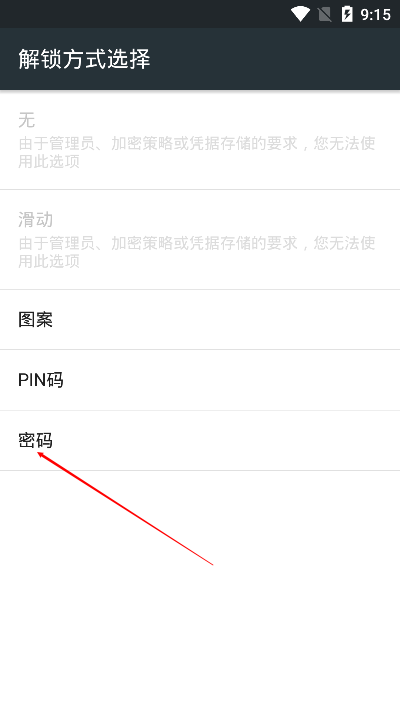 9:15
解锁方式选择
无
由于管理员、加密策略或凭据存储的要求，您无法使
用此选项
滑动
由于管理员、加密策略或凭据存储的要求，您无法使
用此选项
图案
PIN码
密码